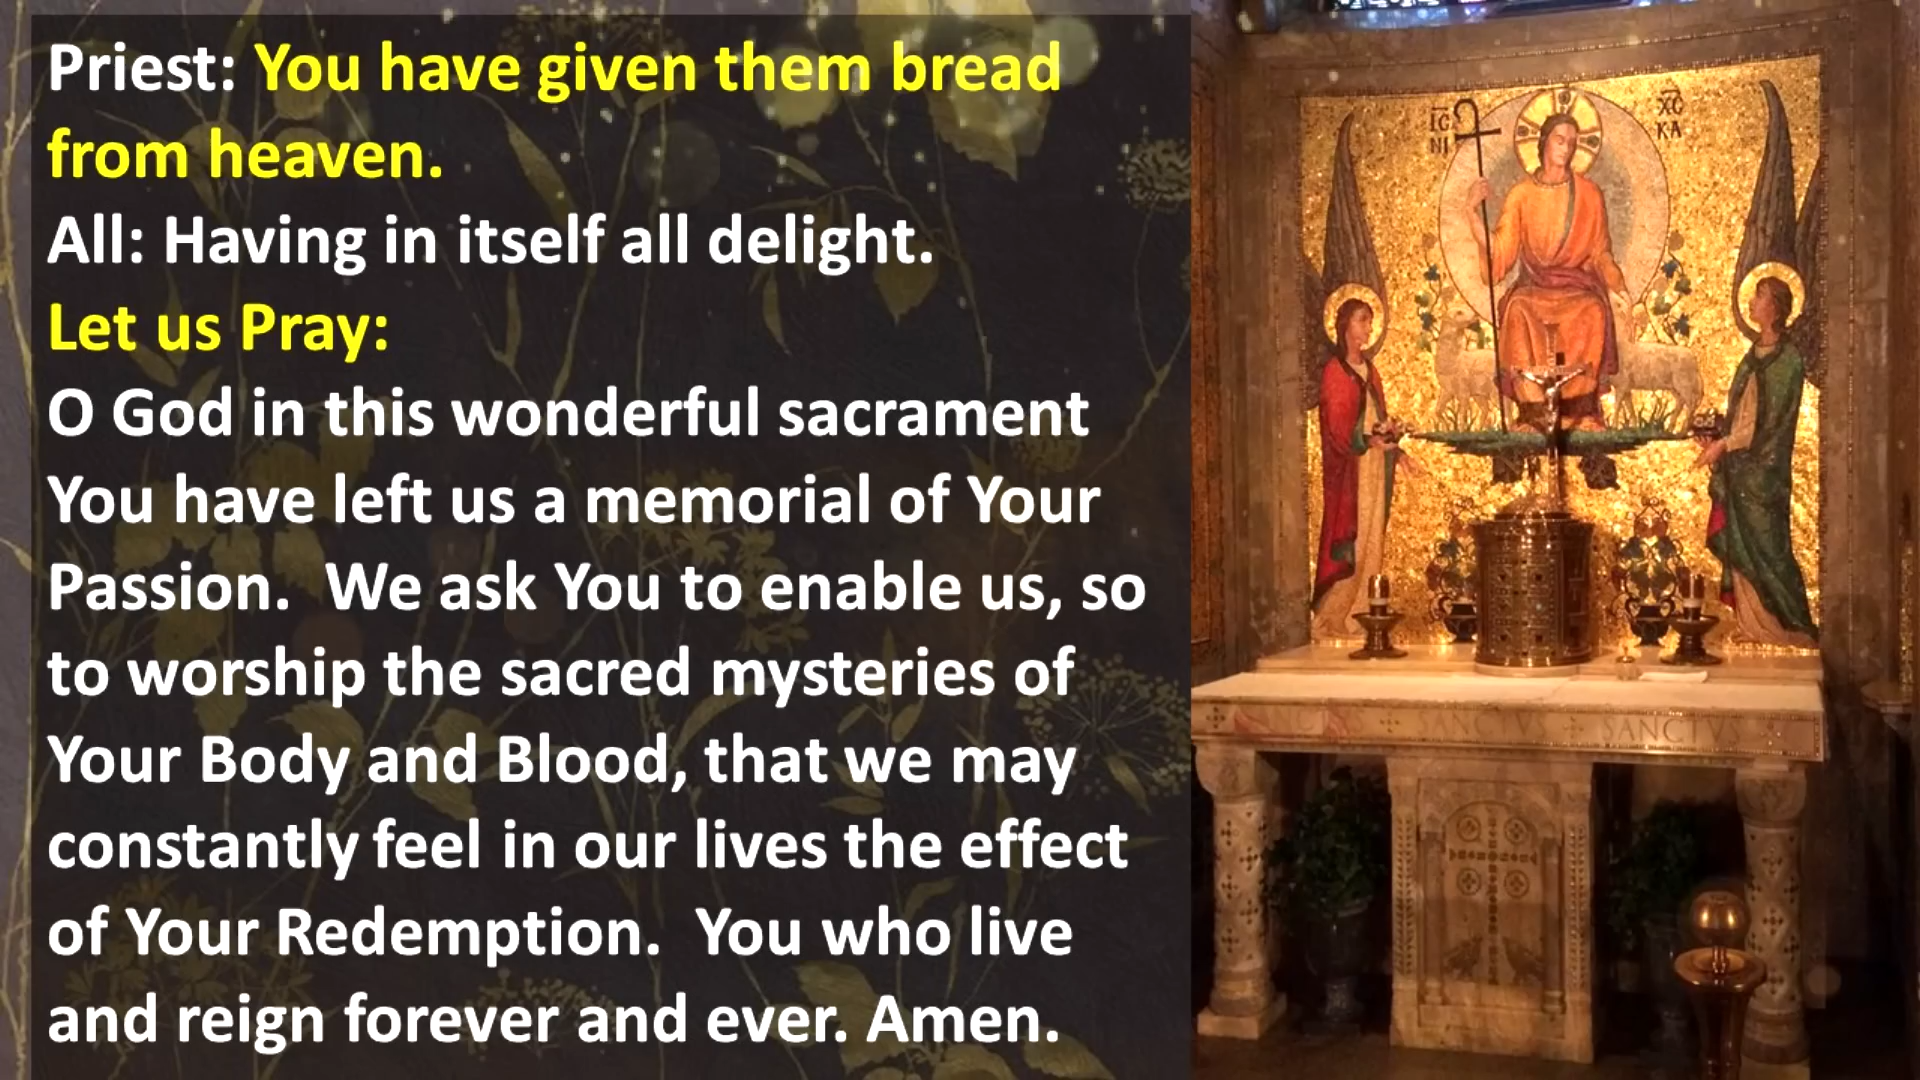 Priest: You have given them bread
from heaven.
All: Having in itself all delight.
Let us Pray:
O God in this wonderful sacrament
You have left us a memorial of Your
Passion.  We ask You to enable us, so
to worship the sacred mysteries of
Your Body and Blood, that we may
constantly feel in our lives the effect
of Your Redemption.  You who live
and reign forever and ever. Amen.
IC
NI
XC
KA
SANCTVS + SANCTVS + SANCTVS